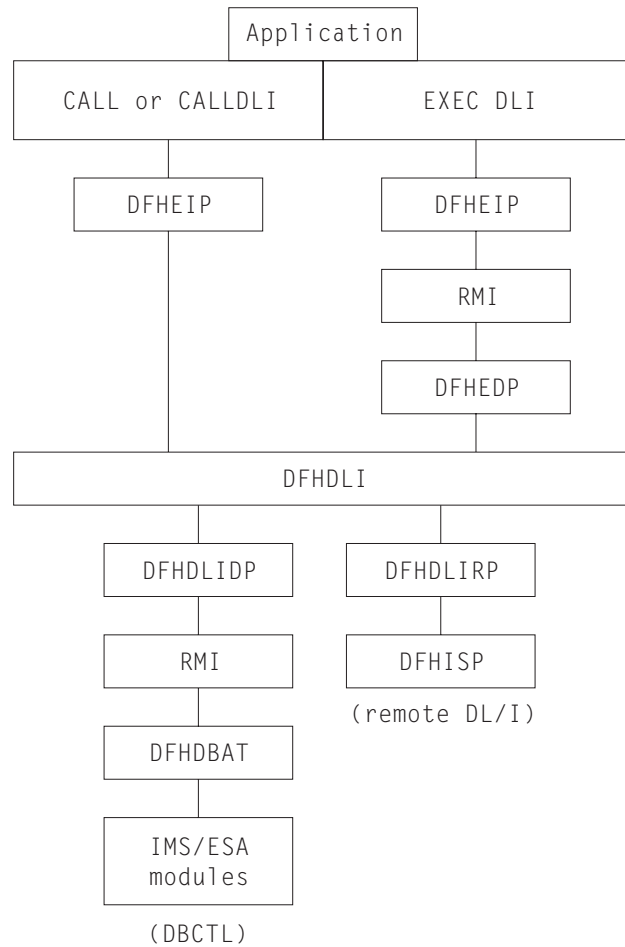 Application
CALL or CALLDLI
EXEC DLI
DFHEIP
DFHEIP
RMI
DFHEDP
DFHDLI
DFHDLIDP
DFHDLIRP
RMI
DFHISP
(remote DL/I)
DFHDBAT
IMS/ESA
modules
(DBCTL)